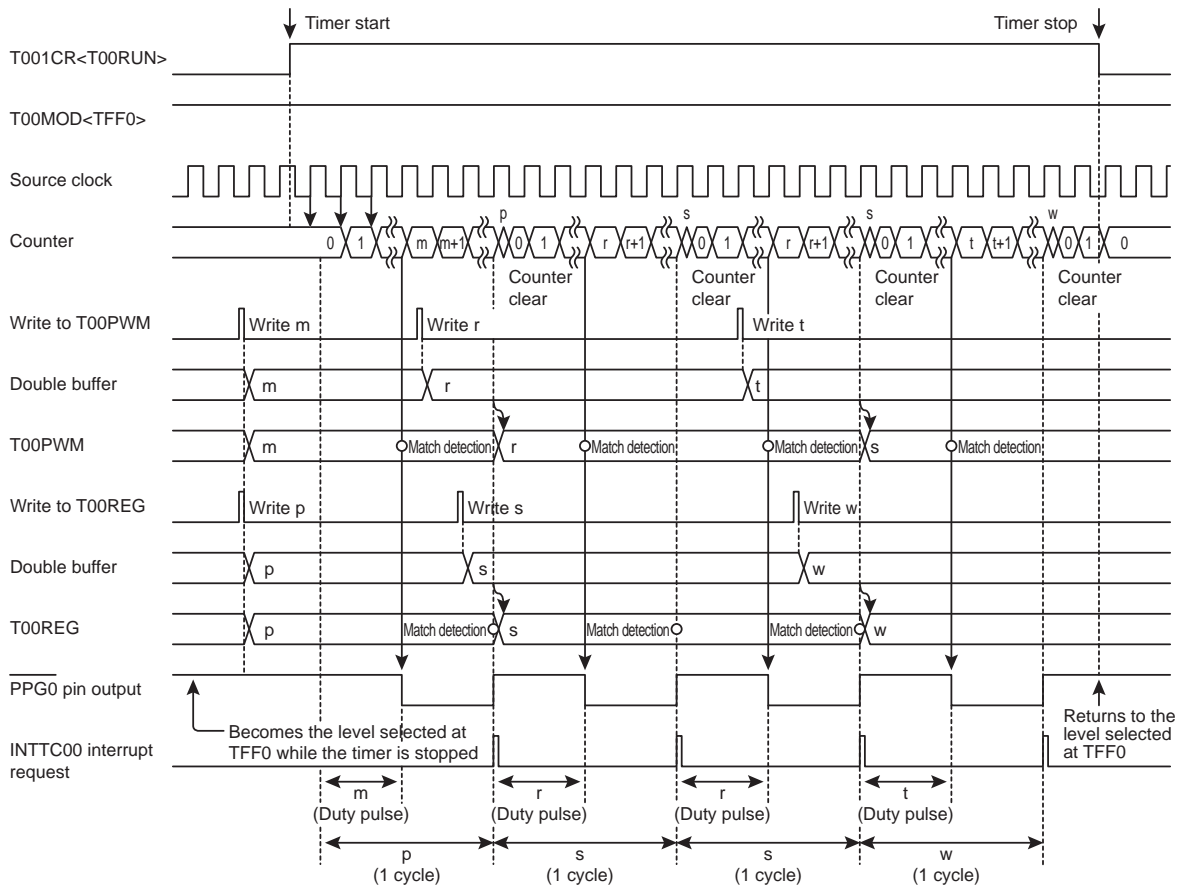 Timer start Timer stop
T001CR<T00RUN>
T00MOD<TFF0>
Source clock
p s s w
Counter 0 1 m m+1 0 1 r r+1 0 1 r r+1 0 1 t t+1 0 1 0
Counter clear Counter clear Counter clear Counter clear
Write to T00PWM Write m Write r Write t
Double buffer m r t
T00PWM m Match detection r Match detection Match detection s Match detection
Write to T00REG Write p Write s Write w
Double buffer p s w
T00REG p Match detection s Match detection Match detection w
PPG0 pin output
Becomes the level selected at
TFF0 while the timer is stopped
Returns to the
level selected
at TFF0
INTTC00 interrupt
request
m r r t
(Duty pulse) (Duty pulse) (Duty pulse) (Duty pulse)
p s s w
(1 cycle) (1 cycle) (1 cycle) (1 cycle)